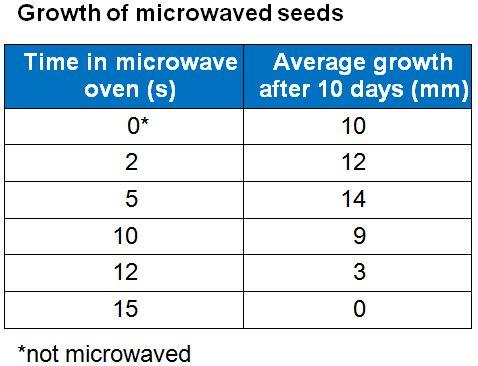 Growth of microwaved seeds
Time in microwave oven (s) Average growth after 10 days (mm)
0* 10
2 12
5 14
10 9
12 3
15 0
*not microwaved